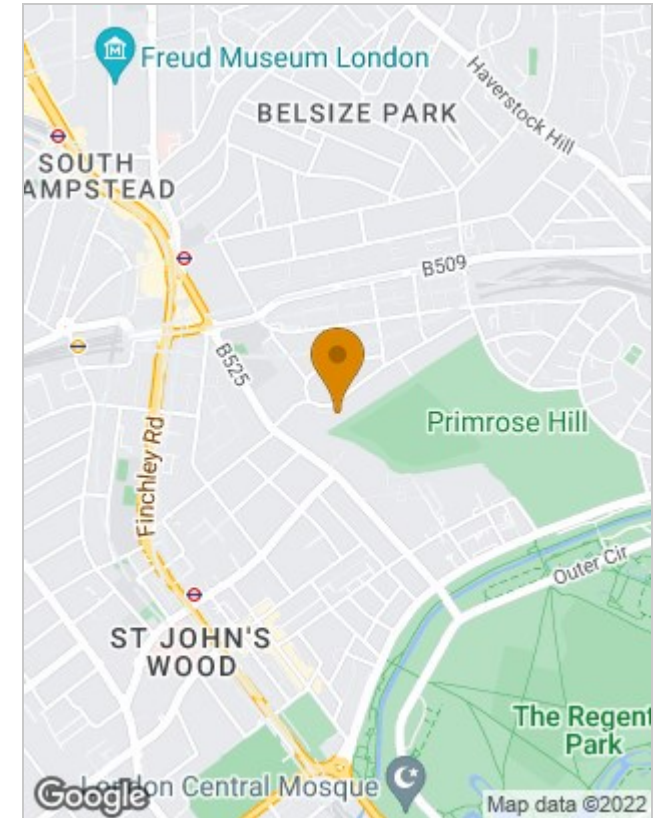 Freud Museum London
BELSIZE PARK
Haverstock Hill
SOUTH
AMPSTEAD
B509
B525
Primrose Hill
Finchley Rd
Outer Cir
ST JOHN'S
WOOD
The Regent
Park
London Central Mosque
Google
Map data ©2022